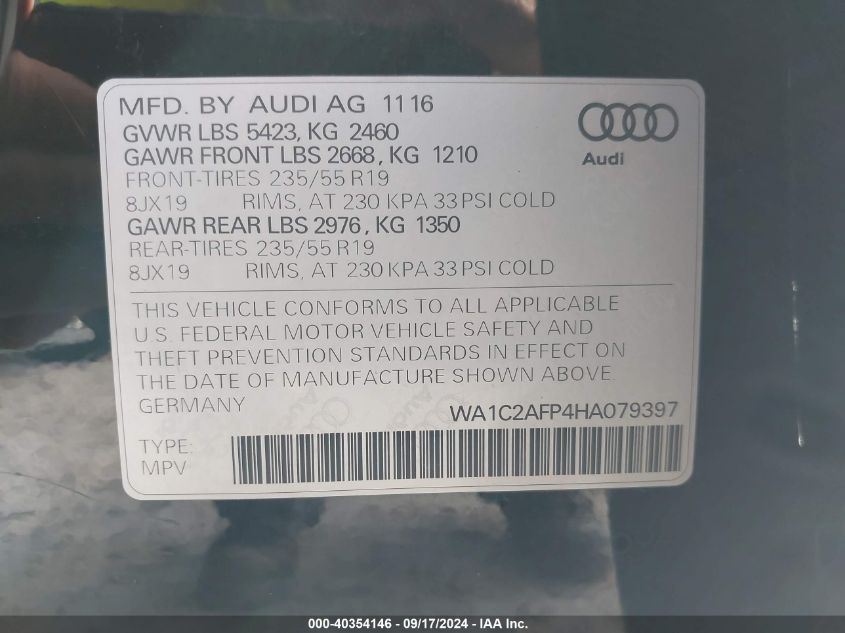 MFD. BY AUDI AG 11 16
GVWR LBS 5423, KG 2460
GAWR FRONT LBS 2668, KG 1210
FRONT-TIRES 235/55 R19
8JX19 RIMS, AT 230 KPA 33 PSI COLD
GAWR REAR LBS 2976, KG 1350
REAR-TIRES 235/55 R19
8JX19 RIMS, AT 230 KPA 33 PSI COLD
Audi
THIS VEHICLE CONFORMS TO ALL APPLICABLE
U.S. FEDERAL MOTOR VEHICLE SAFETY AND
THEFT PREVENTION STANDARDS IN EFFECT ON
THE DATE OF MANUFACTURE SHOWN ABOVE.
GERMANY
WA1C2AFP4HA079397
TYPE:
MPV
000-40354146 - 09/17/2024 - IAA Inc.